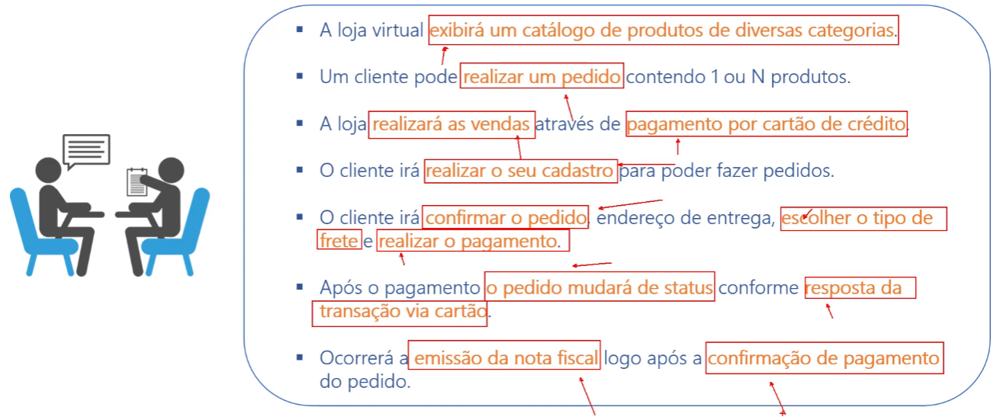 ▪ A loja virtual exibirá um catálogo de produtos de diversas categorias.
▪ Um cliente pode realizar um pedido contendo 1 ou N produtos.
▪ A loja realizará as vendas através de pagamento por cartão de crédito.
▪ O cliente irá realizar o seu cadastro para poder fazer pedidos.
▪ O cliente irá confirmar o pedido, endereço de entrega, escolher o tipo de
frete e realizar o pagamento.
▪ Após o pagamento o pedido mudará de status conforme resposta da
transação via cartão.
▪ Ocorrerá a emissão da nota fiscal logo após a confirmação de pagamento
do pedido.